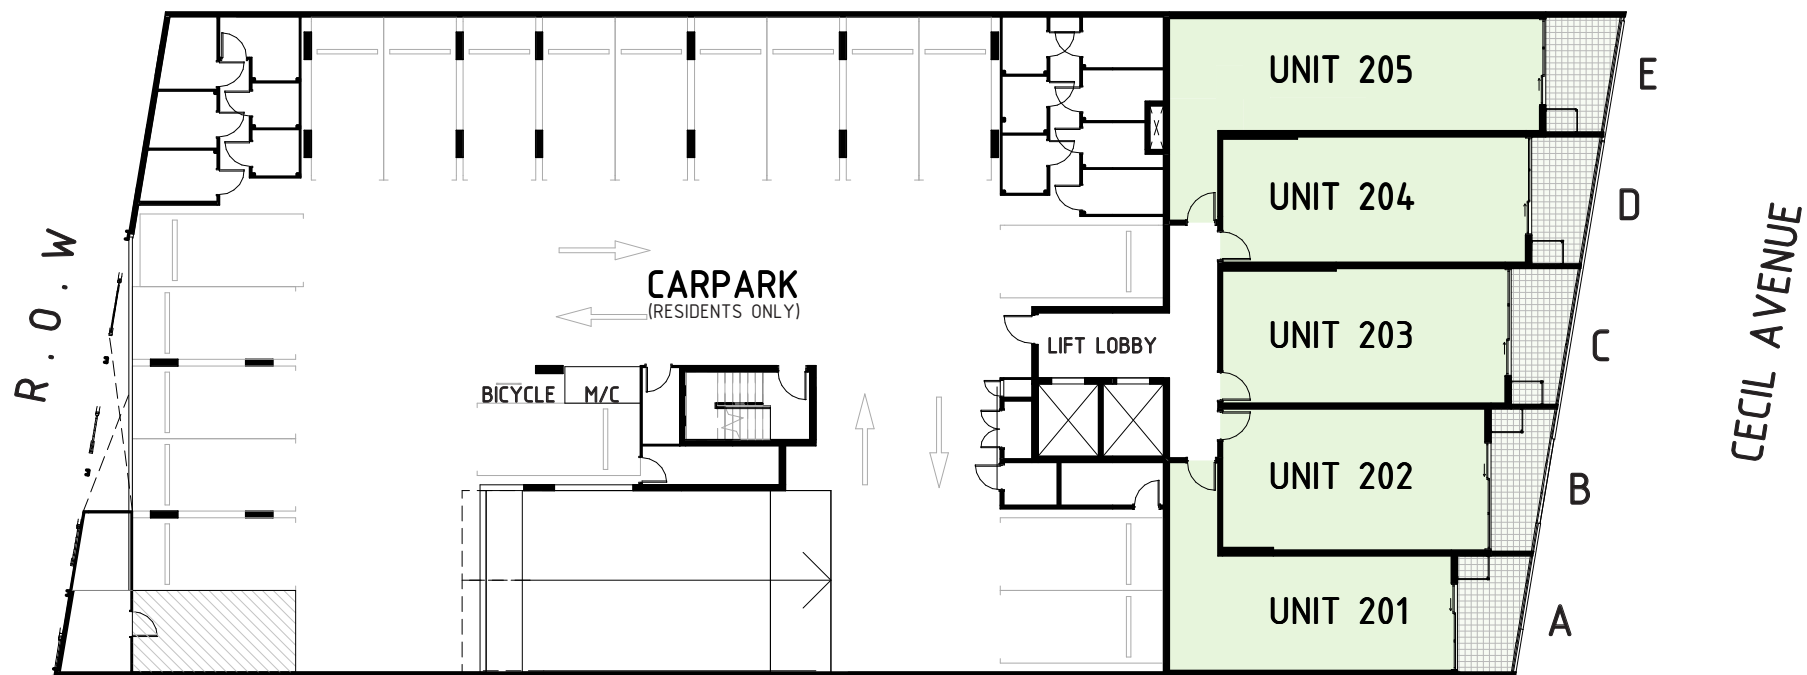 UNIT 205
E
UNIT 204
D
R.O.W
CARPARK
(RESIDENTS ONLY)
CECIL AVENUE
UNIT 203
C
LIFT LOBBY
BICYCLE
M/C
UNIT 202
B
UNIT 201
A